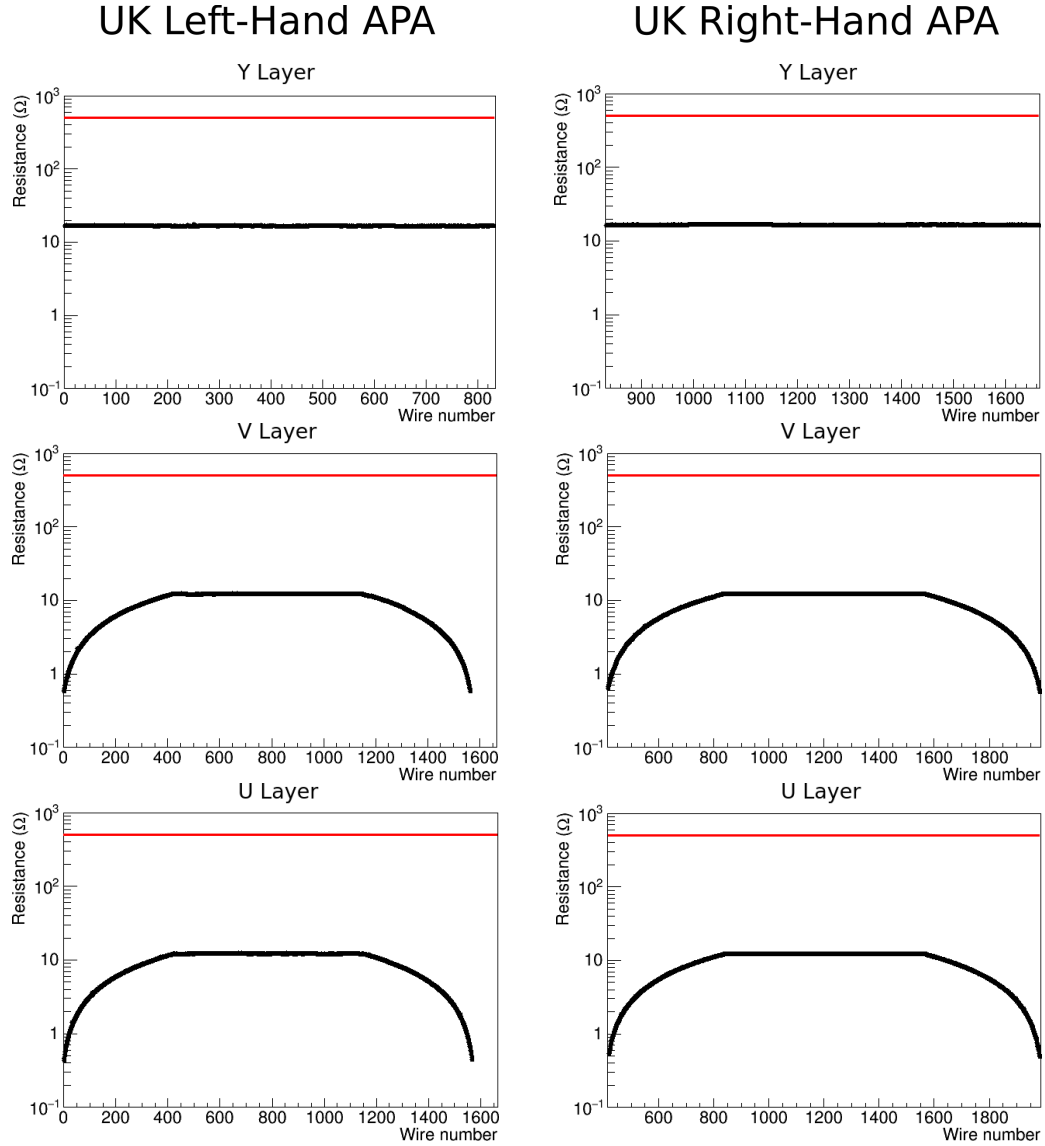 UK Left-Hand APA
UK Right-Hand APA
Y Layer
Resistance (Ω)
10³
10²
10
1
10⁻¹
0 100 200 300 400 500 600 700 800
Wire number
Y Layer
Resistance (Ω)
10³
10²
10
1
10⁻¹
900 1000 1100 1200 1300 1400 1500 1600
Wire number
V Layer
Resistance (Ω)
10³
10²
10
1
10⁻¹
0 200 400 600 800 1000 1200 1400 1600
Wire number
V Layer
Resistance (Ω)
10³
10²
10
1
10⁻¹
600 800 1000 1200 1400 1600 1800
Wire number
U Layer
Resistance (Ω)
10³
10²
10
1
10⁻¹
0 200 400 600 800 1000 1200 1400 1600
Wire number
U Layer
Resistance (Ω)
10³
10²
10
1
10⁻¹
600 800 1000 1200 1400 1600 1800
Wire number